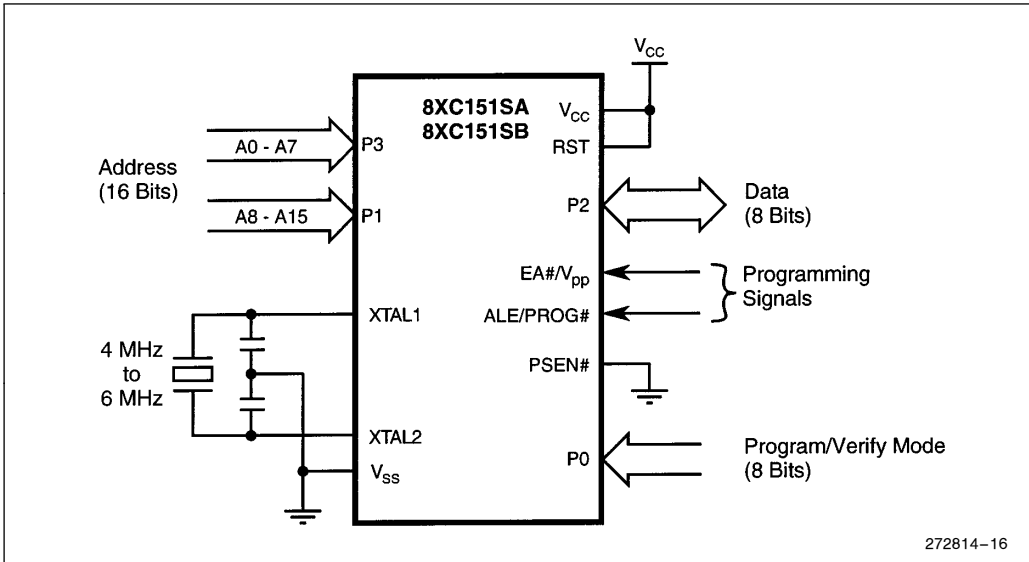 V_CC
8XC151SA
8XC151SB
V_CC
RST
Address
(16 Bits)
A0 - A7
P3
A8 - A15
P1
P2
Data
(8 Bits)
EA#/V_pp
ALE/PROG#
Programming
Signals
PSEN#
XTAL1
4 MHz
to
6 MHz
XTAL2
V_SS
P0
Program/Verify Mode
(8 Bits)
272814–16